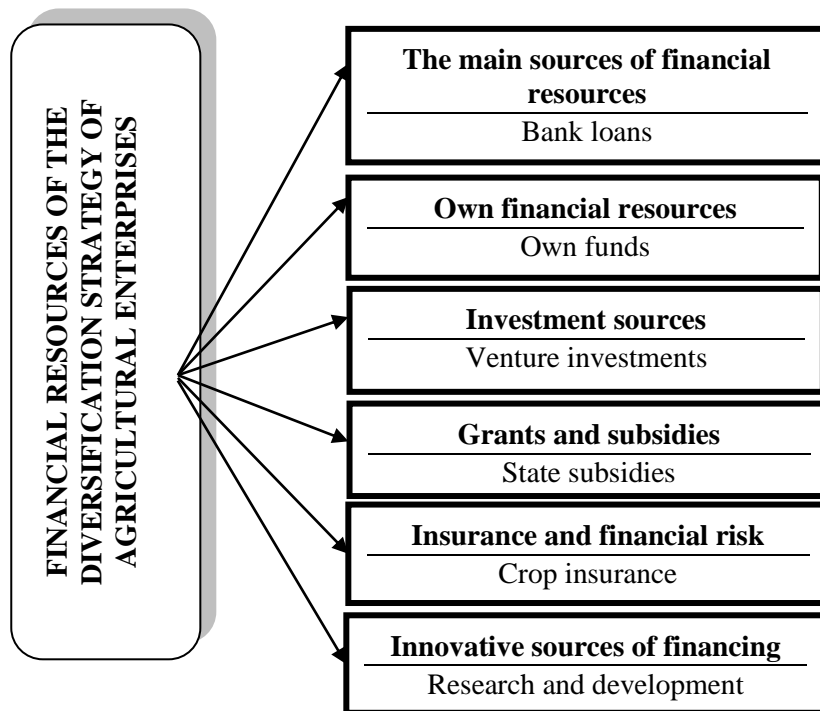 FINANCIAL RESOURCES OF THE
DIVERSIFICATION STRATEGY OF
AGRICULTURAL ENTERPRISES
The main sources of financial
resources
Bank loans
Own financial resources
Own funds
Investment sources
Venture investments
Grants and subsidies
State subsidies
Insurance and financial risk
Crop insurance
Innovative sources of financing
Research and development